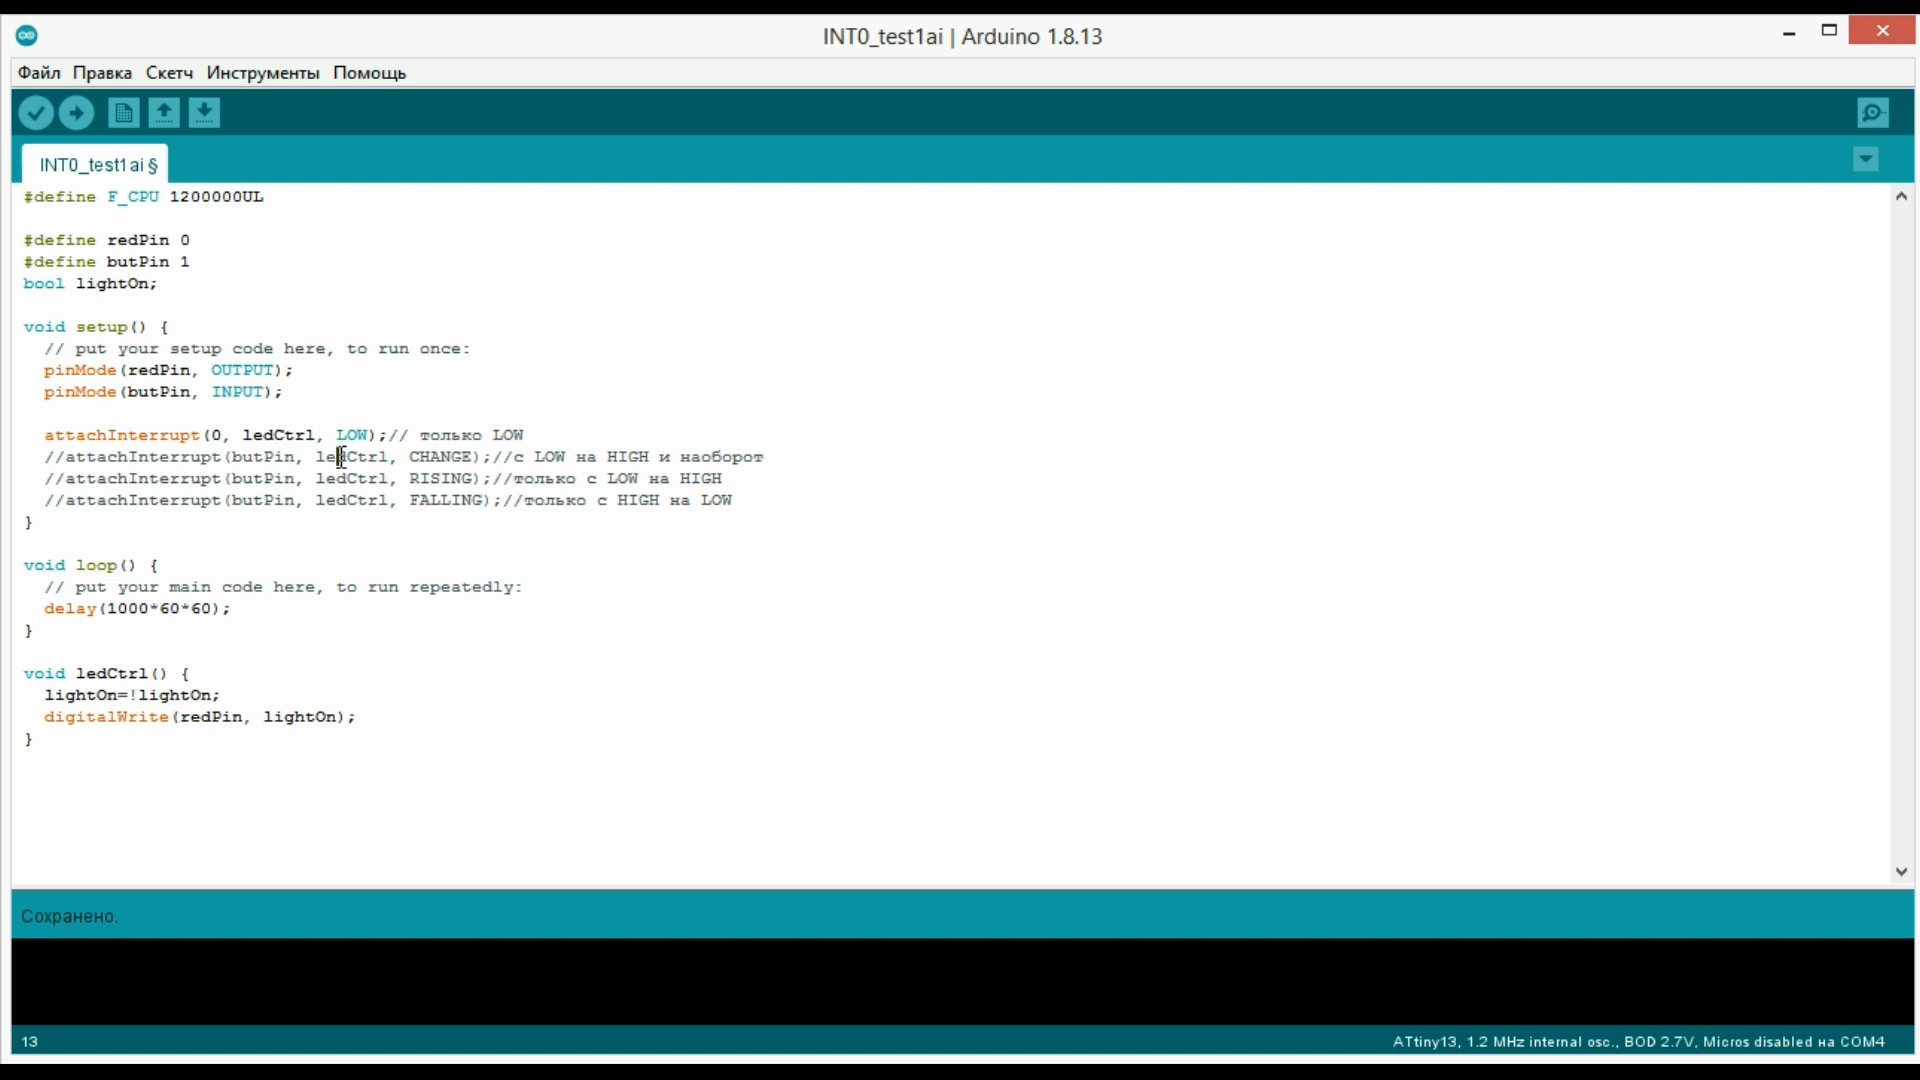 INT0_test1ai | Arduino 1.8.13
Файл Правка Скетч Инструменты Помощь
INT0_test1ai §
#define F_CPU 1200000UL
#define redPin 0
#define butPin 1
bool lightOn;
void setup() {
// put your setup code here, to run once:
pinMode(redPin, OUTPUT);
pinMode(butPin, INPUT);
attachInterrupt(0, ledCtrl, LOW);// только LOW
//attachInterrupt(butPin, ledCtrl, CHANGE);//с LOW на HIGH и наоборот
//attachInterrupt(butPin, ledCtrl, RISING);//только с LOW на HIGH
//attachInterrupt(butPin, ledCtrl, FALLING);//только с HIGH на LOW
}
void loop() {
// put your main code here, to run repeatedly:
delay(1000*60*60);
}
void ledCtrl() {
lightOn=!lightOn;
digitalWrite(redPin, lightOn);
}
Сохранено.
13
ATtiny13, 1.2 MHz internal osc., BOD 2.7V, Micros disabled на COM4